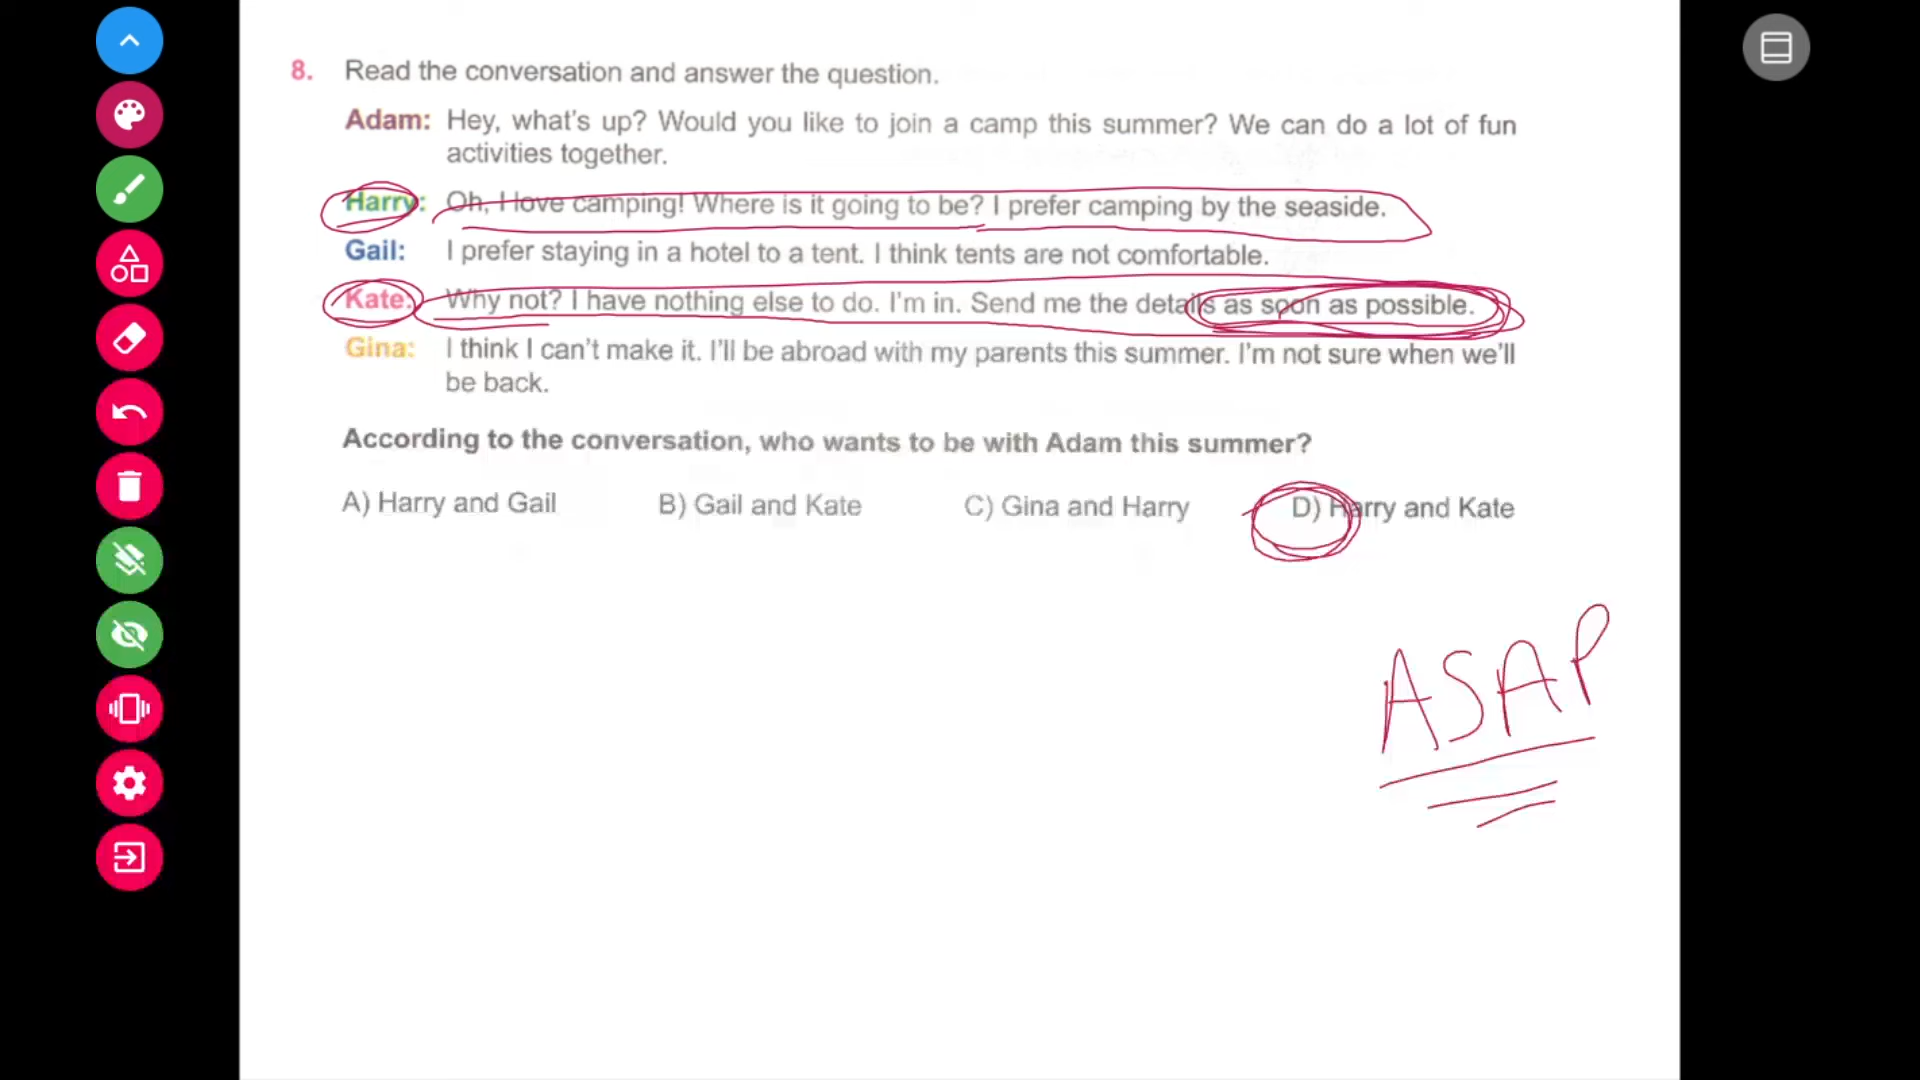 8. Read the conversation and answer the question.
Adam: Hey, what's up? Would you like to join a camp this summer? We can do a lot of fun
activities together.
Harry: Oh, I love camping! Where is it going to be? I prefer camping by the seaside.
Gail: I prefer staying in a hotel to a tent. I think tents are not comfortable.
Kate: Why not? I have nothing else to do. I'm in. Send me the details as soon as possible.
Gina: I think I can't make it. I'll be abroad with my parents this summer. I'm not sure when we'll
be back.
According to the conversation, who wants to be with Adam this summer?
A) Harry and Gail B) Gail and Kate C) Gina and Harry D) Harry and Kate
ASAP